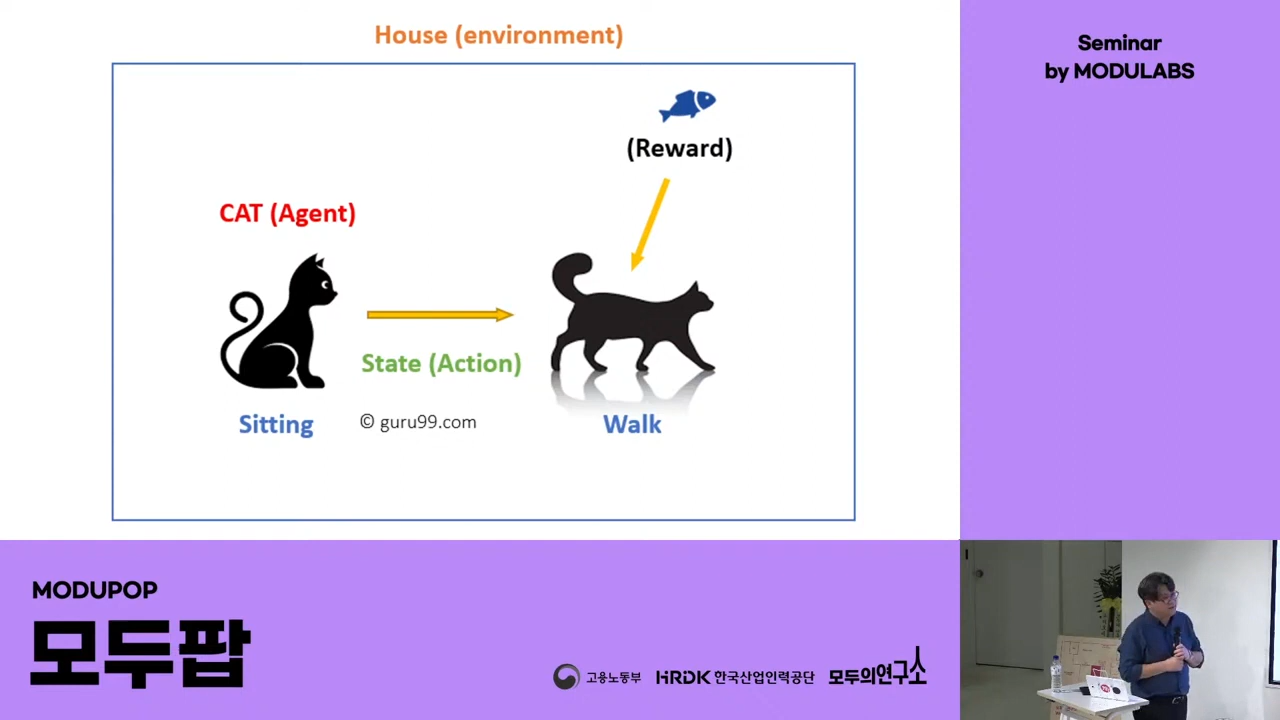 House (environment)
(Reward)
CAT (Agent)
State (Action)
Sitting
© guru99.com
Walk
Seminar
by MODULABS
MODUPOP
모두팝
고용노동부
HRDK 한국산업인력공단
모두의연구소